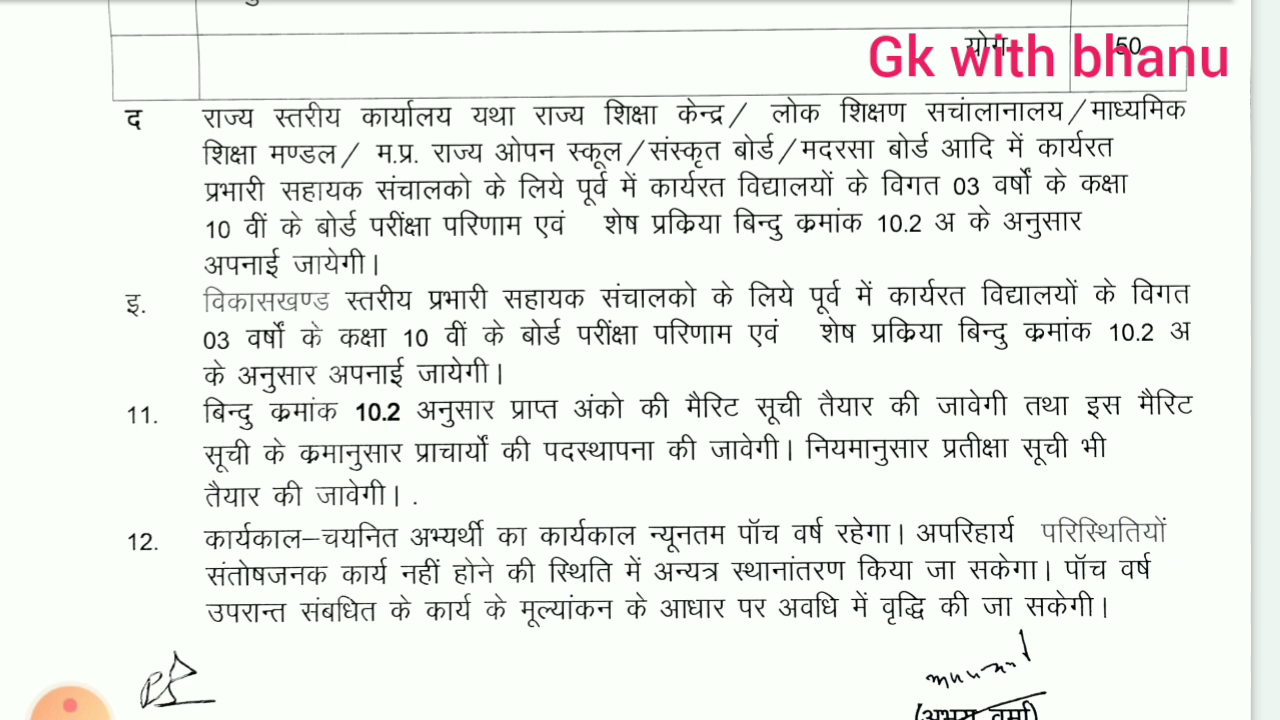 योग 50
Gk with bhanu
द राज्य स्तरीय कार्यालय यथा राज्य शिक्षा केन्द्र/ लोक शिक्षण सचांलानालय/माध्यमिक
शिक्षा मण्डल/ म.प्र. राज्य ओपन स्कूल/संस्कृत बोर्ड/मदरसा बोर्ड आदि में कार्यरत
प्रभारी सहायक संचालको के लिये पूर्व में कार्यरत विद्यालयों के विगत 03 वर्षों के कक्षा
10 वीं के बोर्ड परींक्षा परिणाम एवं शेष प्रकिया बिन्दु कमांक 10.2 अ के अनुसार
अपनाई जायेगी।
इ. विकासखण्ड स्तरीय प्रभारी सहायक संचालको के लिये पूर्व में कार्यरत विद्यालयों के विगत
03 वर्षों के कक्षा 10 वीं के बोर्ड परींक्षा परिणाम एवं शेष प्रकिया बिन्दु कमांक 10.2 अ
के अनुसार अपनाई जायेगी।
11. बिन्दु कमांक 10.2 अनुसार प्राप्त अंको की मैरिट सूची तैयार की जावेगी तथा इस मैरिट
सूची के कमानुसार प्राचार्यों की पदस्थापना की जावेगी। नियमानुसार प्रतीक्षा सूची भी
तैयार की जावेगी। .
12. कार्यकाल–चयनित अभ्यर्थी का कार्यकाल न्यूनतम पॉच वर्ष रहेगा। अपरिहार्य परिस्थितियों
संतोषजनक कार्य नहीं होने की स्थिति में अन्यत्र स्थानांतरण किया जा सकेगा। पॉच वर्ष
उपरान्त संबधित के कार्य के मूल्यांकन के आधार पर अवधि में वृद्धि की जा सकेगी।
(अभय वर्मा)